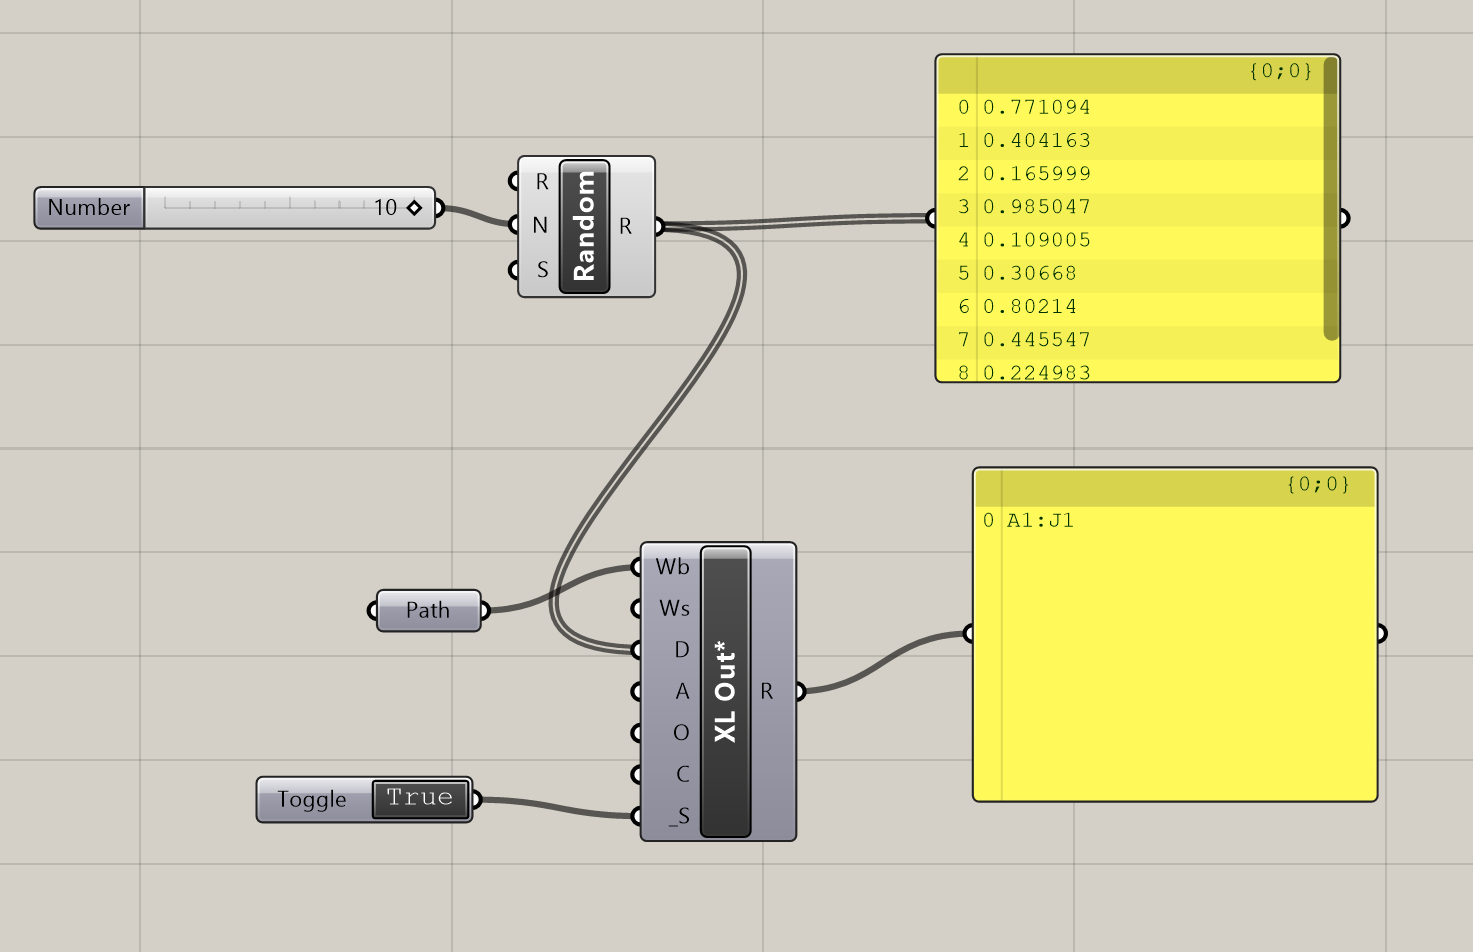 Number 10
R
N
S
Random
R
{0;0}
0 0.771094
1 0.404163
2 0.165999
3 0.985047
4 0.109005
5 0.30668
6 0.80214
7 0.445547
8 0.224983
Path
Toggle True
Wb
Ws
D
A
O
C
_S
XL Out*
R
{0;0}
0 A1:J1